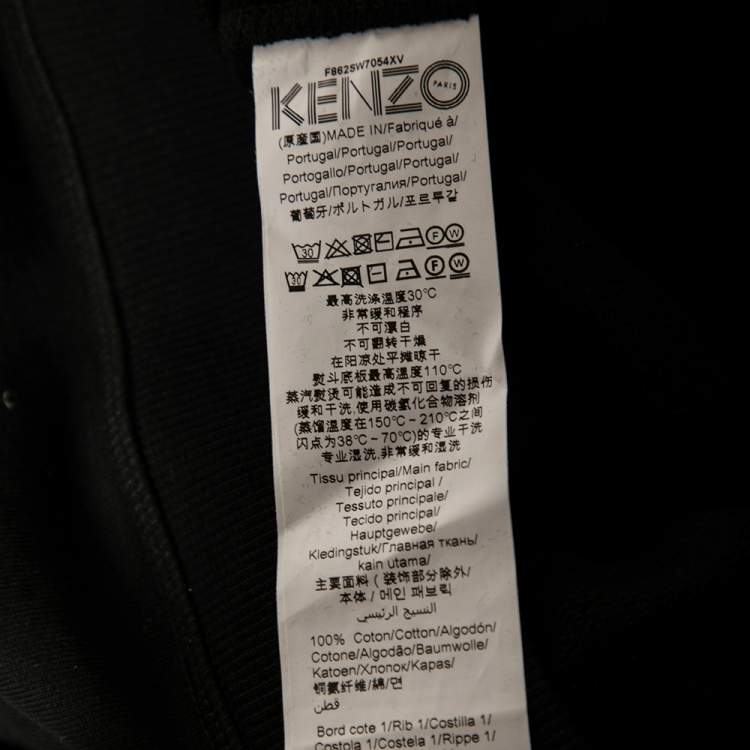 F862SW7054XV
KENZO
PARIS
(原産国)MADE IN/Fabriqué à/
Portugal/Portugal/Portugal/
Portogallo/Portugal/Portugal/
Portugal/Португалия/Portugal/
葡萄牙/ポルトガル/포르투갈
30 F W
30 F W
最高洗涤温度30℃
非常缓和程序
不可漂白
不可翻转干燥
在阳凉处平摊晾干
熨斗底板最高温度110℃
蒸汽熨烫可能造成不可回复的损伤
缓和干洗,使用碳氢化合物溶剂
(蒸馏温度在150℃~210℃之间
闪点为38℃~70℃)的专业干洗
专业湿洗,非常缓和湿洗
Tissu principal/Main fabric/
Tejido principal /
Tessuto principale/
Tecido principal/
Hauptgewebe/
Kledingstuk/Главная ткань/
kain utama/
主要面料 ( 装饰部分除外/
本体 / 메인 패브릭
النسيج الرئيسي
100% Coton/Cotton/Algodón/
Cotone/Algodão/Baumwolle/
Katoen/Хлопок/Kapas/
铜氨纤维/綿/면
قطن
Bord cote 1/Rib 1/Costilla 1/
Costola 1/Costela 1/Rippe 1/